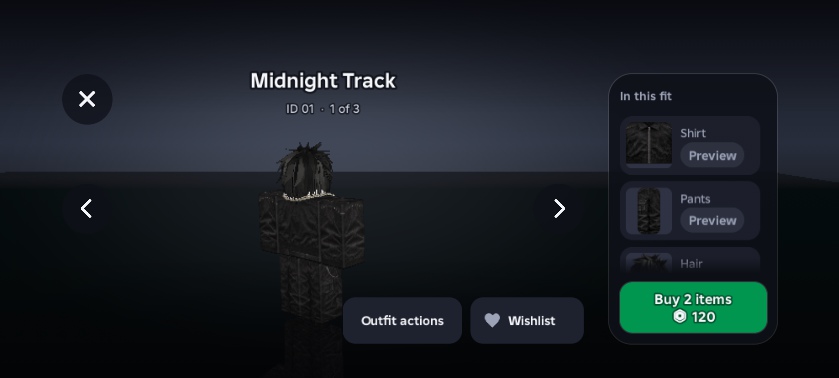 Midnight Track
ID 01 · 1 of 3
In this fit
Shirt
Preview
Pants
Preview
Hair
Buy 2 items
120
Outfit actions
Wishlist